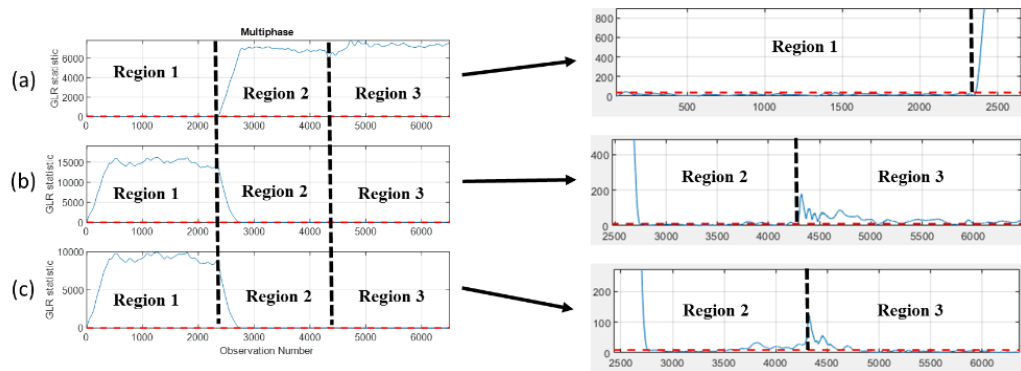 Multiphase
(a)
GLR statistic
8000
6000
4000
2000
0
Region 1
Region 2
Region 3
0 1000 2000 3000 4000 5000 6000
800
600
400
200
0
Region 1
500 1000 1500 2000 2500
(b)
GLR statistic
15000
10000
5000
0
Region 1
Region 2
Region 3
0 1000 2000 3000 4000 5000 6000
400
200
0
Region 2
Region 3
2500 3000 3500 4000 4500 5000 5500 6000
(c)
GLR statistic
10000
5000
0
Region 1
Region 2
Region 3
0 1000 2000 3000 4000 5000 6000
Observation Number
200
100
0
Region 2
Region 3
2500 3000 3500 4000 4500 5000 5500 6000